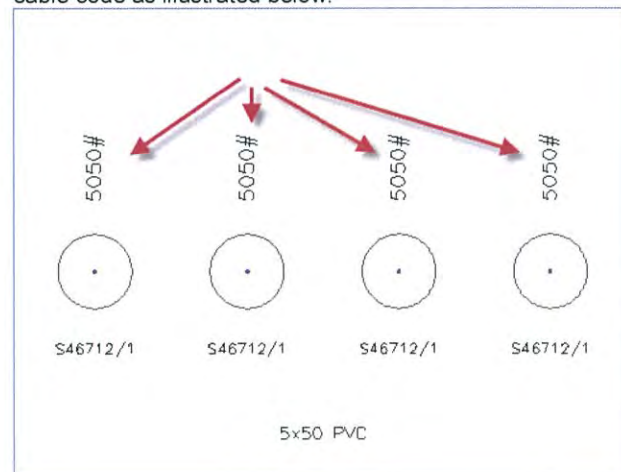 cable code as illustrated below:
5050# 5050# 5050# 5050#
S46712/1 S46712/1 S46712/1 S46712/1
5x50 PVC